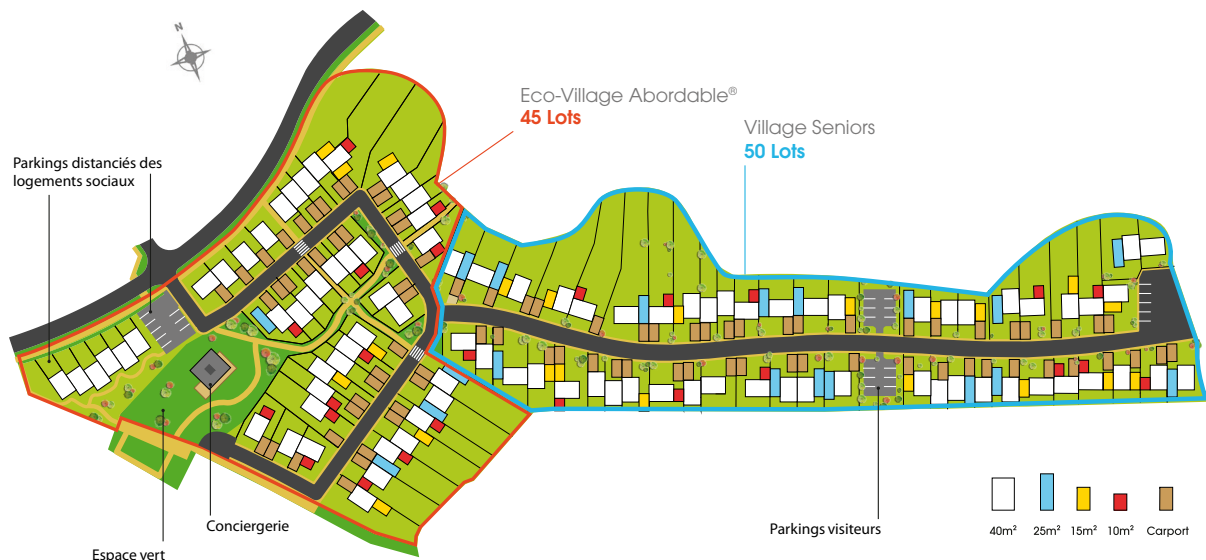 N
Eco-Village Abordable®
45 Lots
Village Seniors
50 Lots
Parkings distanciés des
logements sociaux
Conciergerie
Espace vert
Parkings visiteurs
40m²
25m²
15m²
10m²
Carport